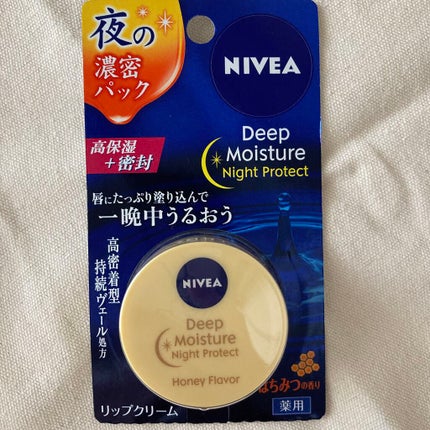 夜の
濃密
パック
NIVEA
Deep
Moisture
Night Protect
高保湿
+密封
唇にたっぷり塗り込んで
一晩中うるおう
高密着型
持続ヴェール処方
NIVEA
Deep
Moisture
Night Protect
Honey Flavor
はちみつの香り
リップクリーム
薬用